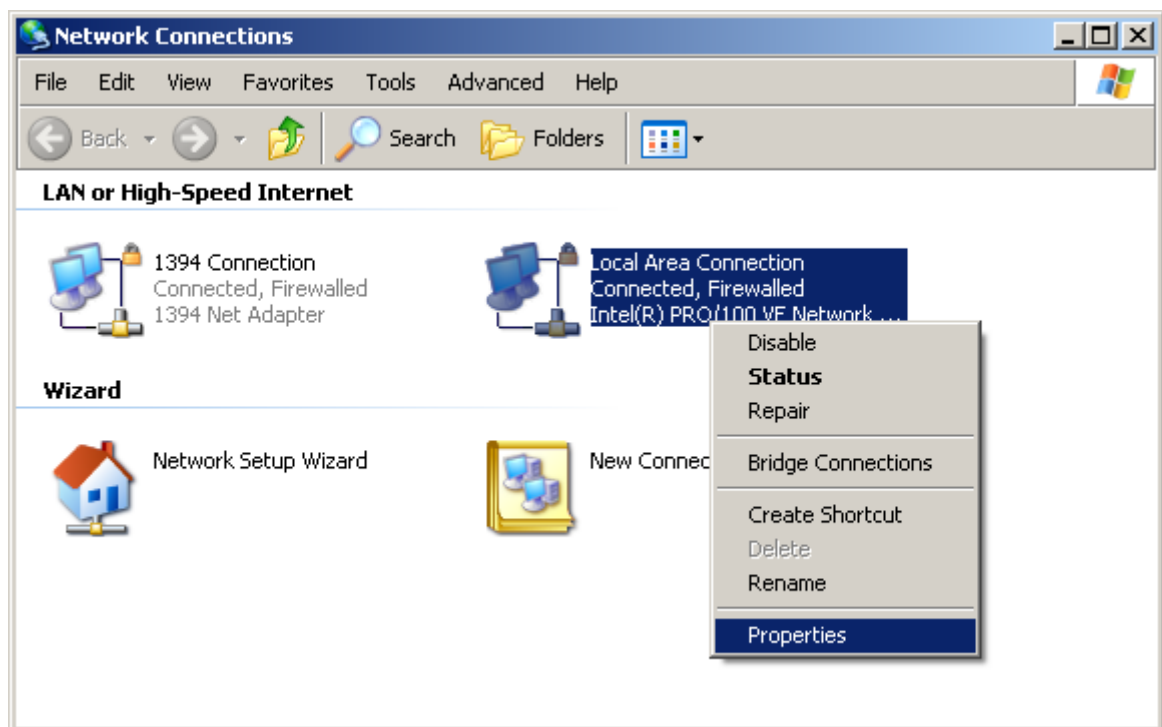 Network Connections
File Edit View Favorites Tools Advanced Help
Back Search Folders
LAN or High-Speed Internet
1394 Connection
Connected, Firewalled
1394 Net Adapter
Local Area Connection
Connected, Firewalled
Intel(R) PRO/100 VE Network ...
Disable
Status
Repair
Bridge Connections
Create Shortcut
Delete
Rename
Properties
Wizard
Network Setup Wizard
New Connec